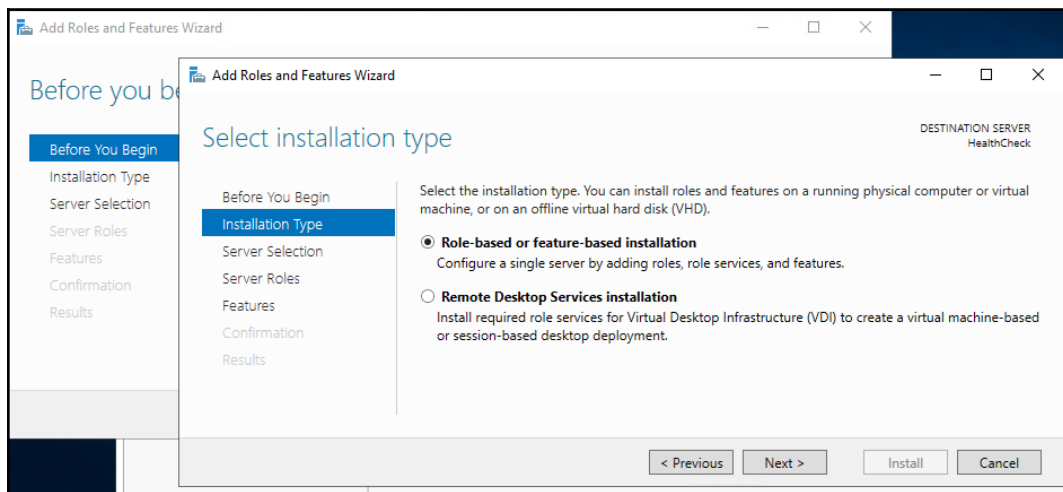 Add Roles and Features Wizard
Before you be
Before You Begin
Installation Type
Server Selection
Server Roles
Features
Confirmation
Results
Add Roles and Features Wizard
Select installation type
DESTINATION SERVER
HealthCheck
Before You Begin
Installation Type
Server Selection
Server Roles
Features
Confirmation
Results
Select the installation type. You can install roles and features on a running physical computer or virtual
machine, or on an offline virtual hard disk (VHD).
Role-based or feature-based installation
Configure a single server by adding roles, role services, and features.
Remote Desktop Services installation
Install required role services for Virtual Desktop Infrastructure (VDI) to create a virtual machine-based
or session-based desktop deployment.
< Previous
Next >
Install
Cancel